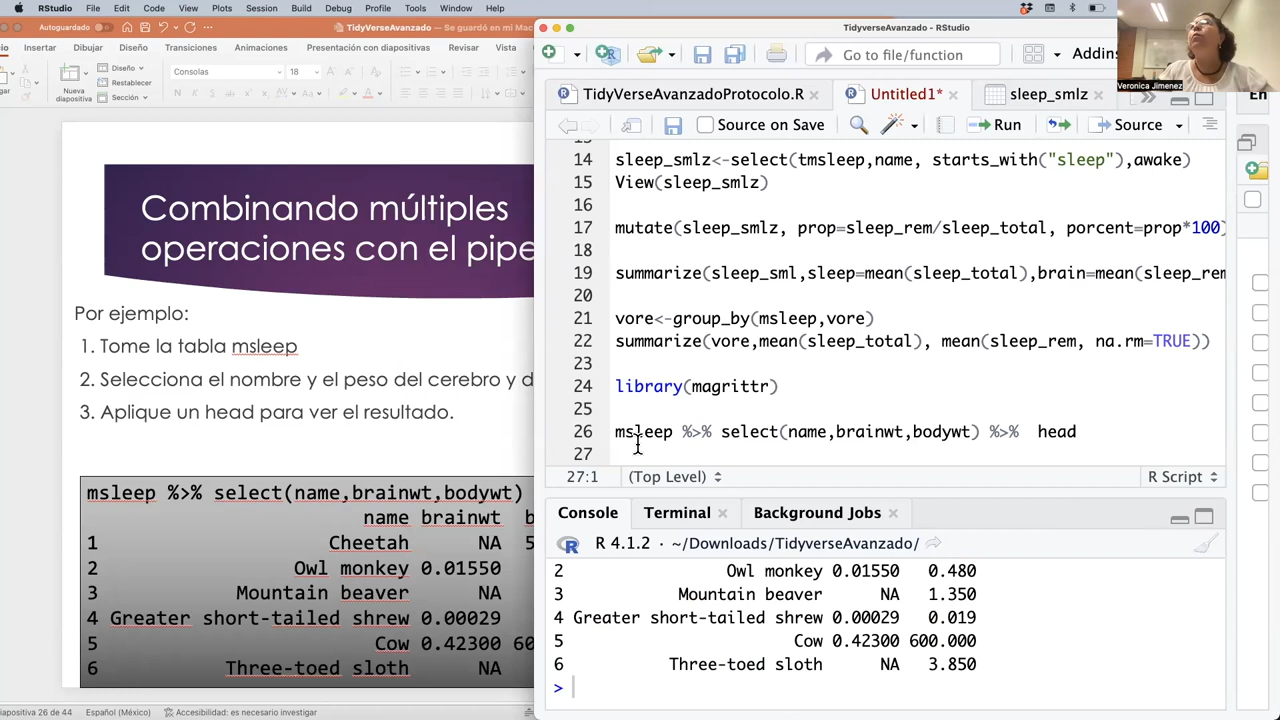 RStudio File Edit Code View Plots Session Build Debug Profile Tools Window Help
Autoguardado TidyVerseAvanzado — Se guardó en mi Mac
Insertar Dibujar Diseño Transiciones Animaciones Presentación con diapositivas Revisar Vista
Nueva diapositiva
Diseño
Restablecer
Sección
Consolas 18
Combinando múltiples
operaciones con el pipe
Por ejemplo:
1. Tome la tabla msleep
2. Selecciona el nombre y el peso del cerebro y d
3. Aplique un head para ver el resultado.
msleep %>% select(name,brainwt,bodywt)
name brainwt b
1 Cheetah NA 5
2 Owl monkey 0.01550
3 Mountain beaver NA
4 Greater short-tailed shrew 0.00029
5 Cow 0.42300 60
6 Three-toed sloth NA
Diapositiva 26 de 44 Español (México) Accesibilidad: es necesario investigar
TidyverseAvanzado - RStudio
Go to file/function Addins
TidyVerseAvanzadoProtocolo.R Untitled1* sleep_smlz
Source on Save Run Source
14 sleep_smlz<-select(tmsleep,name, starts_with("sleep"),awake)
15 View(sleep_smlz)
16
17 mutate(sleep_smlz, prop=sleep_rem/sleep_total, porcent=prop*100)
18
19 summarize(sleep_sml,sleep=mean(sleep_total),brain=mean(sleep_rem
20
21 vore<-group_by(msleep,vore)
22 summarize(vore,mean(sleep_total), mean(sleep_rem, na.rm=TRUE))
23
24 library(magrittr)
25
26 msleep %>% select(name,brainwt,bodywt) %>%  head
27
27:1 (Top Level) R Script
Console Terminal Background Jobs
R 4.1.2 · ~/Downloads/TidyverseAvanzado/
2 Owl monkey 0.01550 0.480
3 Mountain beaver NA 1.350
4 Greater short-tailed shrew 0.00029 0.019
5 Cow 0.42300 600.000
6 Three-toed sloth NA 3.850
>
En
Veronica Jimenez